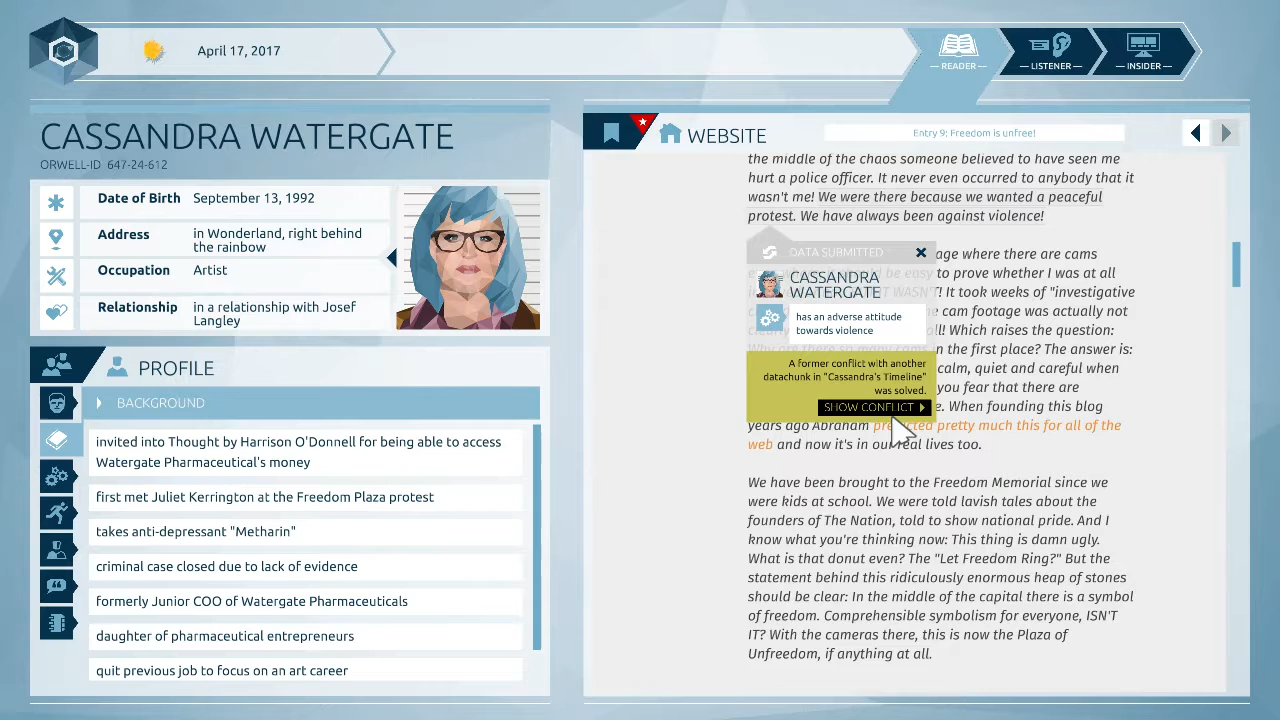 April 17, 2017
— READER —
— LISTENER —
— INSIDER —
CASSANDRA WATERGATE
ORWELL-ID 647-24-612
Date of Birth September 13, 1992
Address in Wonderland, right behind
the rainbow
Occupation Artist
Relationship in a relationship with Josef
Langley
PROFILE
BACKGROUND
invited into Thought by Harrison O'Donnell for being able to access
Watergate Pharmaceutical's money
first met Juliet Kerrington at the Freedom Plaza protest
takes anti-depressant "Metharin"
criminal case closed due to lack of evidence
formerly Junior COO of Watergate Pharmaceuticals
daughter of pharmaceutical entrepreneurs
quit previous job to focus on an art career
WEBSITE
Entry 9: Freedom is unfree!
the middle of the chaos someone believed to have seen me
hurt a police officer. It never even occurred to anybody that it
wasn't me! We were there because we wanted a peaceful
protest. We have always been against violence!
DATA SUBMITTED
CASSANDRA
WATERGATE
has an adverse attitude
towards violence
A former conflict with another
datachunk in "Cassandra's Timeline"
was solved.
SHOW CONFLICT
age where there are cams
to prove whether I was at all
WASN'T! It took weeks of "investigative
cam footage was actually not
all! Which raises the question:
in the first place? The answer is:
calm, quiet and careful when
you fear that there are
When founding this blog
years ago Abraham pretty much this for all of the
web and now it's in our real lives too.
We have been brought to the Freedom Memorial since we
were kids at school. We were told lavish tales about the
founders of The Nation, told to show national pride. And I
know what you're thinking now: This thing is damn ugly.
What is that donut even? The "Let Freedom Ring?" But the
statement behind this ridiculously enormous heap of stones
should be clear: In the middle of the capital there is a symbol
of freedom. Comprehensible symbolism for everyone, ISN'T
IT? With the cameras there, this is now the Plaza of
Unfreedom, if anything at all.